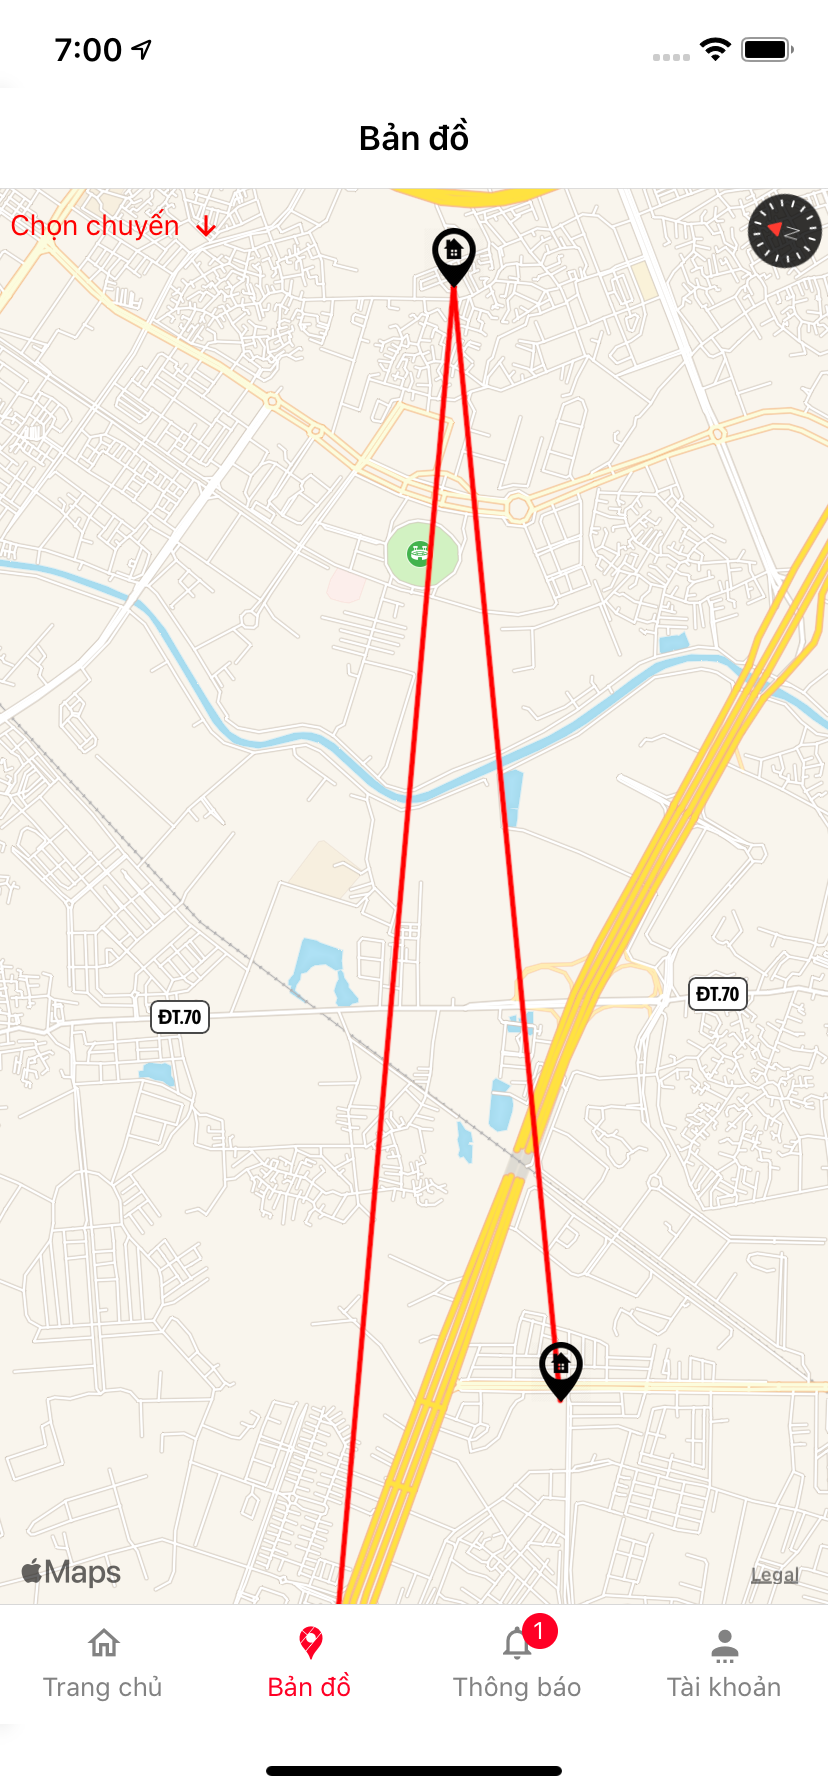 7:00
Bản đồ
Chọn chuyến
N
ĐT.70
ĐT.70
Maps
Legal
1
Trang chủ
Bản đồ
Thông báo
Tài khoản